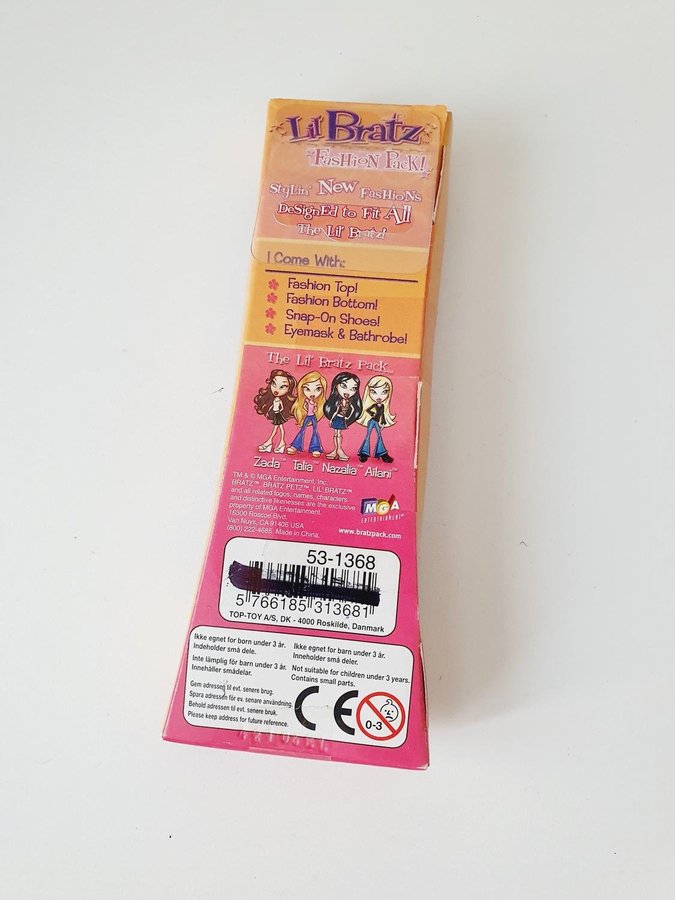 Lil' Bratz™
Fashion Pack!
Stylin' New Fashions
Designed to Fit All
The Lil' Bratz!
I Come With:
Fashion Top!
Fashion Bottom!
Snap-On Shoes!
Eyemask & Bathrobe!
The Lil' Bratz Pack...
Zada™ Talia™ Nazalia™ Ailani™
TM & © MGA Entertainment, Inc.
BRATZ™, BRATZ PETZ™, LIL' BRATZ™
and all related logos, names, characters
and distinctive likenesses are the exclusive
property of MGA Entertainment.
16300 Roscoe Blvd.
Van Nuys, CA 91406 USA
(800) 222-4685 Made in China.
MGA
ENTERTAINMENT
www.bratzpack.com
53-1368
5 766185 313681
TOP-TOY A/S, DK - 4000 Roskilde, Danmark
Ikke egnet for born under 3 år.
Indeholder små dele.
Ikke egnet for barn under 3 år.
Inneholder små deler.
Inte lämplig för barn under 3 år.
Innehåller smådelar.
Not suitable for children under 3 years.
Contains small parts.
Gem adressen til evt. senere brug.
Spara adressen för ev. senare användning.
Behold adressen til evt. senere bruk.
Please keep address for future reference.
CE
0-3